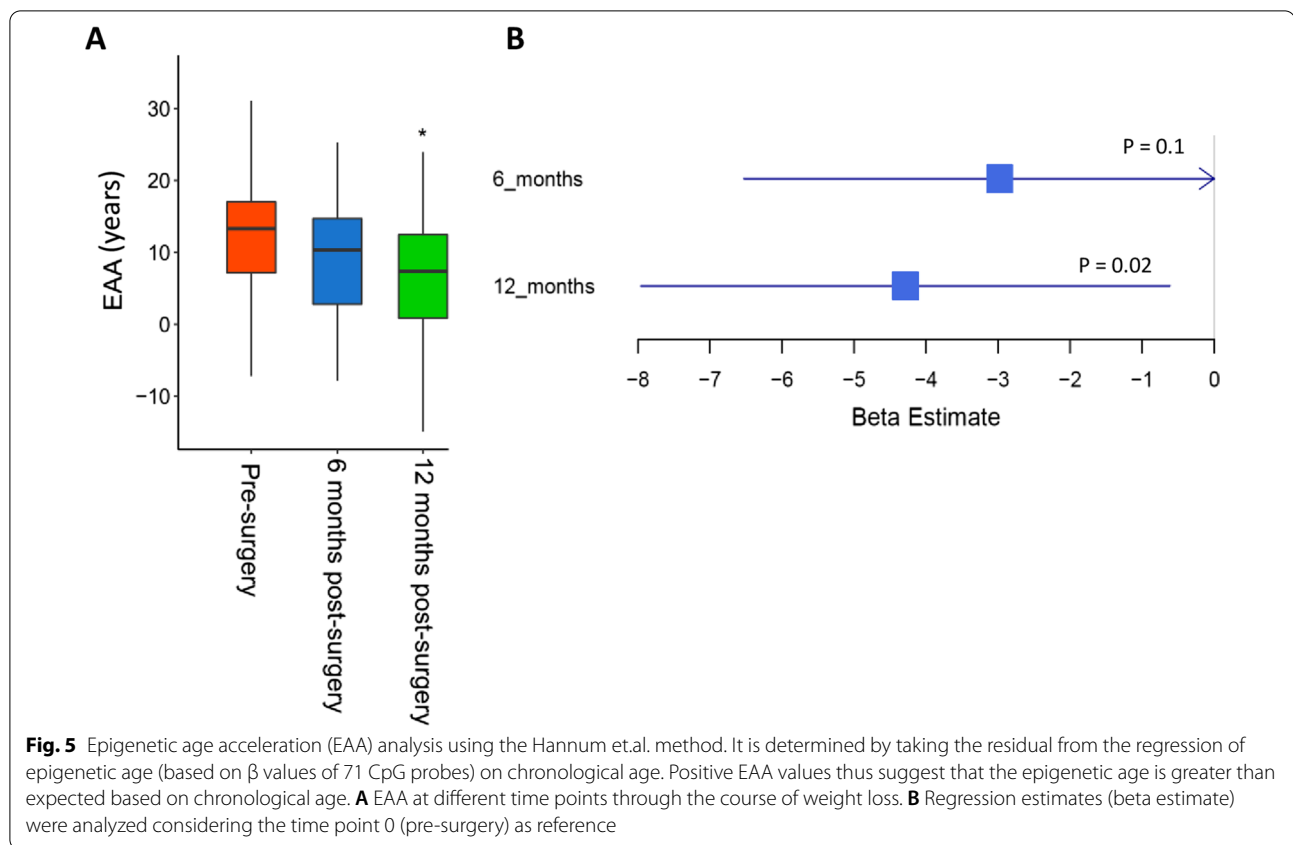 A
B
30
20
10
0
−10
EAA (years)
*
Pre-surgery
6 months post-surgery
12 months post-surgery
P = 0.1
6_months
P = 0.02
12_months
−8 −7 −6 −5 −4 −3 −2 −1 0
Beta Estimate
Fig. 5 Epigenetic age acceleration (EAA) analysis using the Hannum et.al. method. It is determined by taking the residual from the regression of
epigenetic age (based on β values of 71 CpG probes) on chronological age. Positive EAA values thus suggest that the epigenetic age is greater than
expected based on chronological age. A EAA at different time points through the course of weight loss. B Regression estimates (beta estimate)
were analyzed considering the time point 0 (pre-surgery) as reference